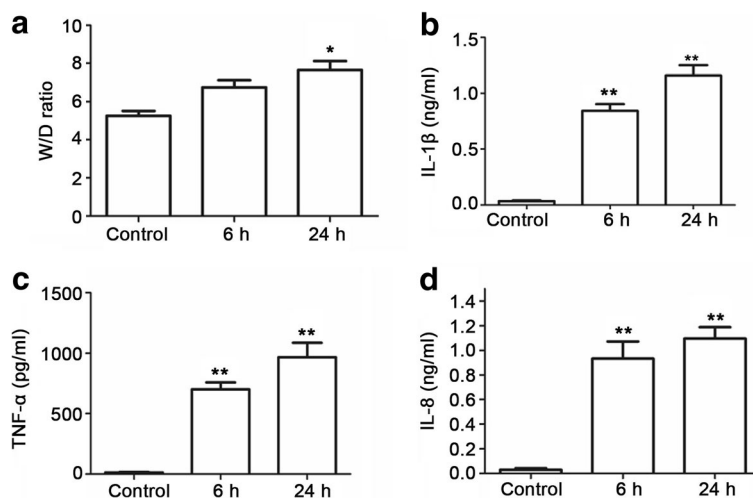 a
W/D ratio
10
8
6
4
2
0
*
Control
6 h
24 h
b
IL-1β (ng/ml)
1.5
1.0
0.5
0.0
**
**
Control
6 h
24 h
c
TNF-α (pg/ml)
1500
1000
500
0
**
**
Control
6 h
24 h
d
IL-8 (ng/ml)
1.4
1.2
1.0
0.8
0.6
0.4
0.2
0.0
**
**
Control
6 h
24 h